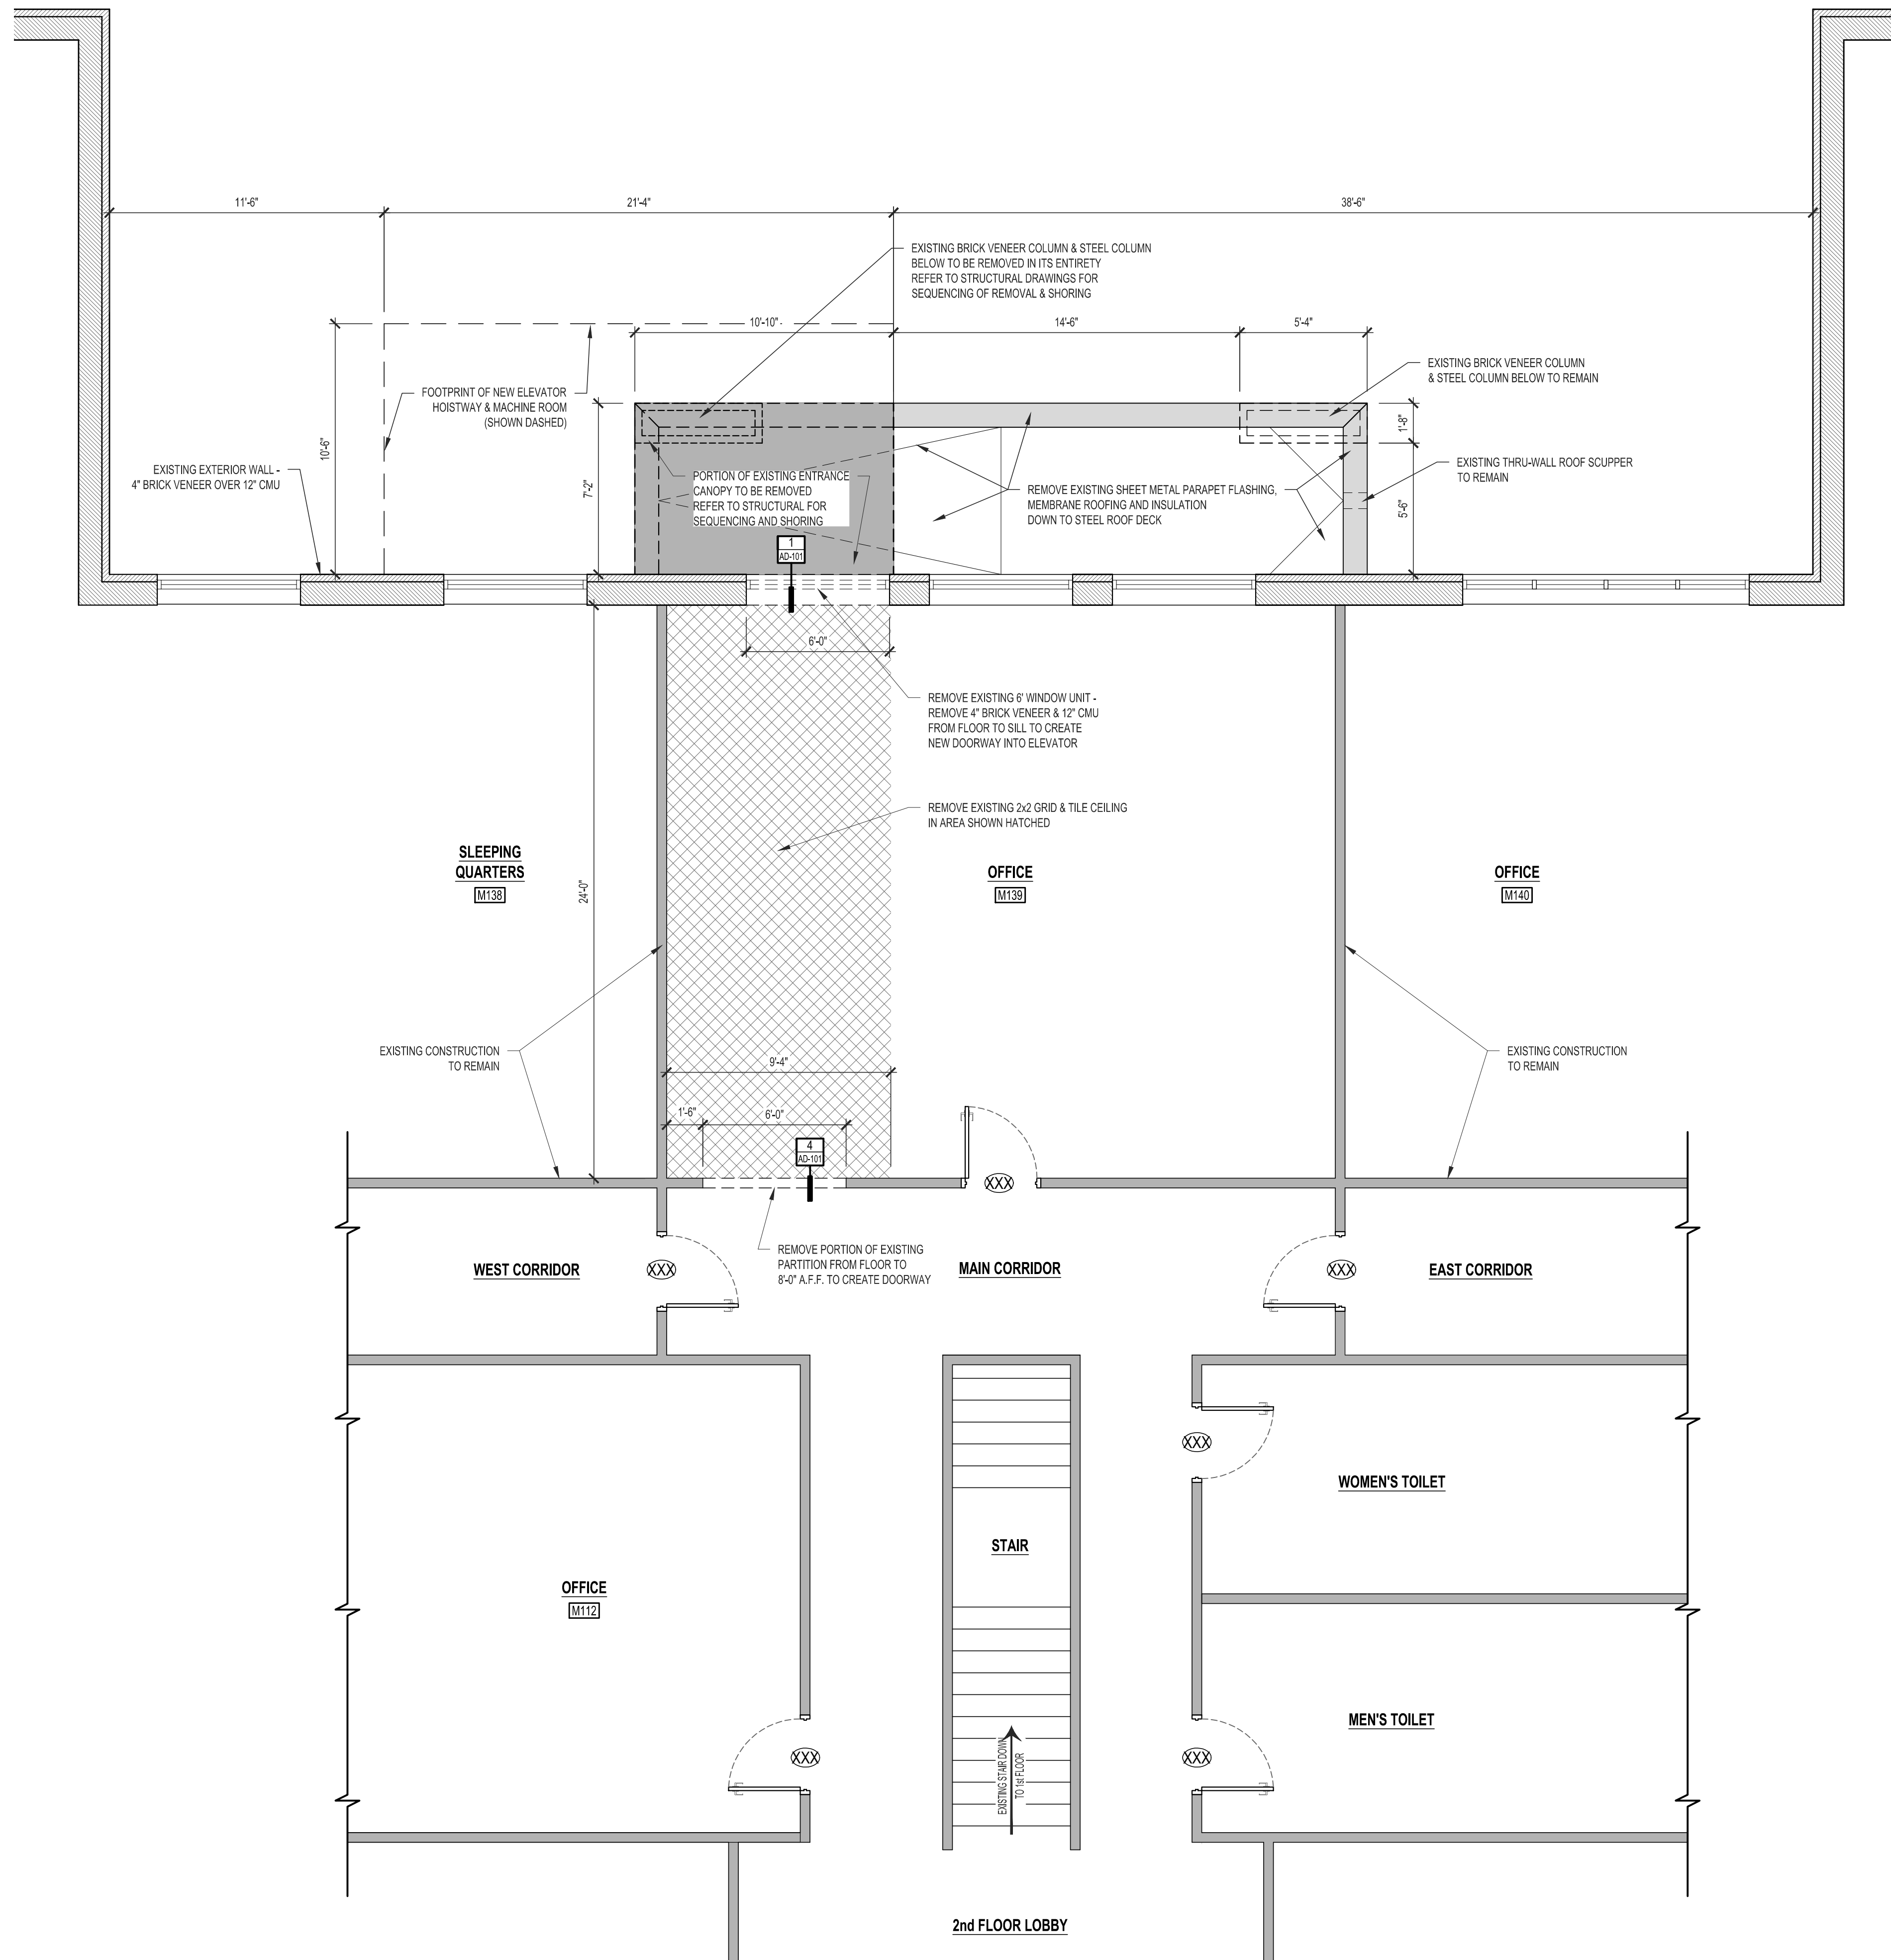 11'-6"
21'-4"
38'-6"
EXISTING BRICK VENEER COLUMN & STEEL COLUMN
BELOW TO BE REMOVED IN ITS ENTIRETY
REFER TO STRUCTURAL DRAWINGS FOR
SEQUENCING OF REMOVAL & SHORING
10'-10"
14'-6"
5'-4"
EXISTING BRICK VENEER COLUMN
& STEEL COLUMN BELOW TO REMAIN
FOOTPRINT OF NEW ELEVATOR
HOISTWAY & MACHINE ROOM
(SHOWN DASHED)
10'-6"
7'-2"
1'-8"
5'-6"
EXISTING EXTERIOR WALL -
4" BRICK VENEER OVER 12" CMU
PORTION OF EXISTING ENTRANCE
CANOPY TO BE REMOVED
REFER TO STRUCTURAL FOR
SEQUENCING AND SHORING
REMOVE EXISTING SHEET METAL PARAPET FLASHING,
MEMBRANE ROOFING AND INSULATION
DOWN TO STEEL ROOF DECK
EXISTING THRU-WALL ROOF SCUPPER
TO REMAIN
1
AD-101
6'-0"
REMOVE EXISTING 6' WINDOW UNIT -
REMOVE 4" BRICK VENEER & 12" CMU
FROM FLOOR TO SILL TO CREATE
NEW DOORWAY INTO ELEVATOR
REMOVE EXISTING 2x2 GRID & TILE CEILING
IN AREA SHOWN HATCHED
SLEEPING
QUARTERS
M138
24'-0"
OFFICE
M139
OFFICE
M140
EXISTING CONSTRUCTION
TO REMAIN
9'-4"
EXISTING CONSTRUCTION
TO REMAIN
1'-6"
6'-0"
4
AD-101
XXX
REMOVE PORTION OF EXISTING
PARTITION FROM FLOOR TO
8'-0" A.F.F. TO CREATE DOORWAY
WEST CORRIDOR
XXX
MAIN CORRIDOR
XXX
EAST CORRIDOR
XXX
WOMEN'S TOILET
STAIR
OFFICE
M112
MEN'S TOILET
XXX
EXISTING STAIR DOWN
TO 1st FLOOR
XXX
2nd FLOOR LOBBY